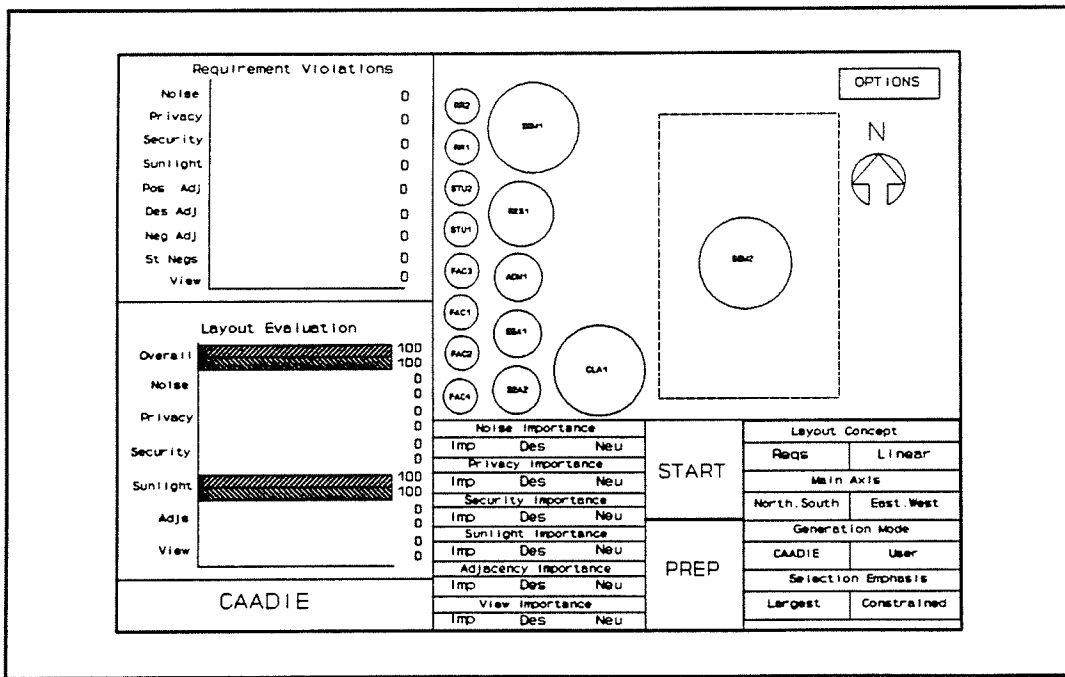 Requirement Violations
Noise 0
Privacy 0
Security 0
Sunlight 0
Pos Adj 0
Des Adj 0
Neg Adj 0
St Negs 0
View 0
Layout Evaluation
Overall 100 100
Noise 0 0
Privacy 0 0
Security 0 0
Sunlight 100 100
Adjs 0 0
View 0 0
CAADIE
OPTIONS
N
RR2
RR1
STU2
STU1
FAC3
FAC1
FAC2
FAC4
SEM1
RES1
ADM1
SEA2
CLA1
SEM2
Noise Importance
Imp Des Neu
Privacy Importance
Imp Des Neu
Security Importance
Imp Des Neu
Sunlight Importance
Imp Des Neu
Adjacency Importance
Imp Des Neu
View Importance
Imp Des Neu
START
PREP
Layout Concept
Reqs Linear
Main Axis
North.South East.West
Generation Mode
CAADIE User
Selection Emphasis
Largest Constrained